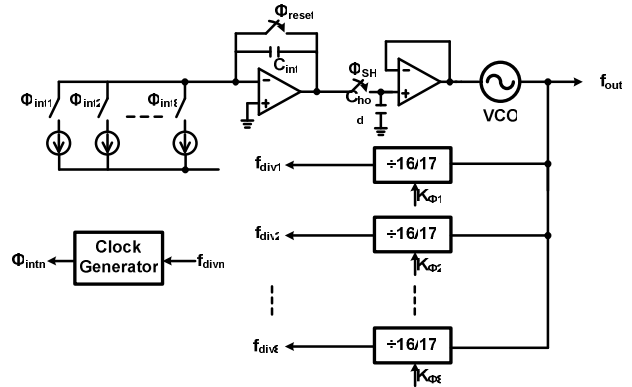 Φreset
Cint
Φint1 Φint2 Φint8
ΦSH
Cho
d
VCO
fout
fdiv1 ÷16/17
KΦ1
fdiv2 ÷16/17
KΦ2
Clock
Generator
Φintn fdivn
fdiv8 ÷16/17
KΦ8